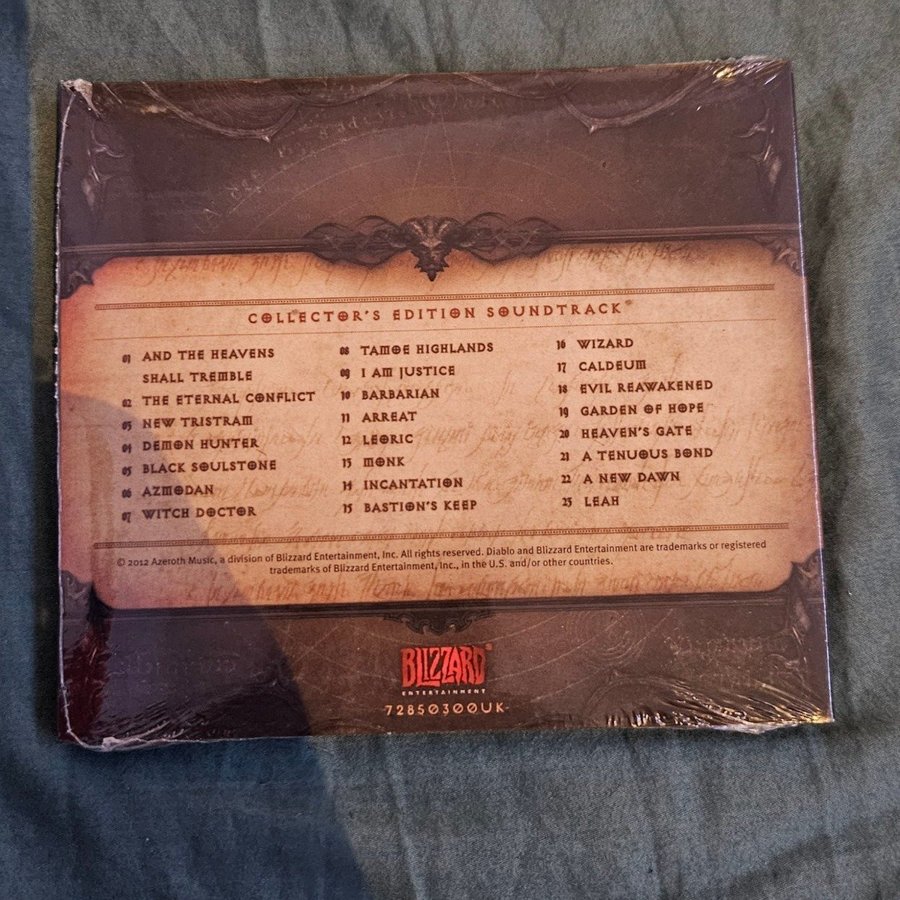 COLLECTOR'S EDITION SOUNDTRACK
01 AND THE HEAVENS
SHALL TREMBLE
02 THE ETERNAL CONFLICT
03 NEW TRISTRAM
04 DEMON HUNTER
05 BLACK SOULSTONE
06 AZMODAN
07 WITCH DOCTOR
08 TAMOE HIGHLANDS
09 I AM JUSTICE
10 BARBARIAN
11 ARREAT
12 LEORIC
13 MONK
14 INCANTATION
15 BASTION'S KEEP
16 WIZARD
17 CALDEUM
18 EVIL REAWAKENED
19 GARDEN OF HOPE
20 HEAVEN'S GATE
21 A TENUOUS BOND
22 A NEW DAWN
23 LEAH
© 2012 Azeroth Music, a division of Blizzard Entertainment, Inc. All rights reserved. Diablo and Blizzard Entertainment are trademarks or registered
trademarks of Blizzard Entertainment, Inc., in the U.S. and/or other countries.
BLIZZARD
ENTERTAINMENT
72850300UK